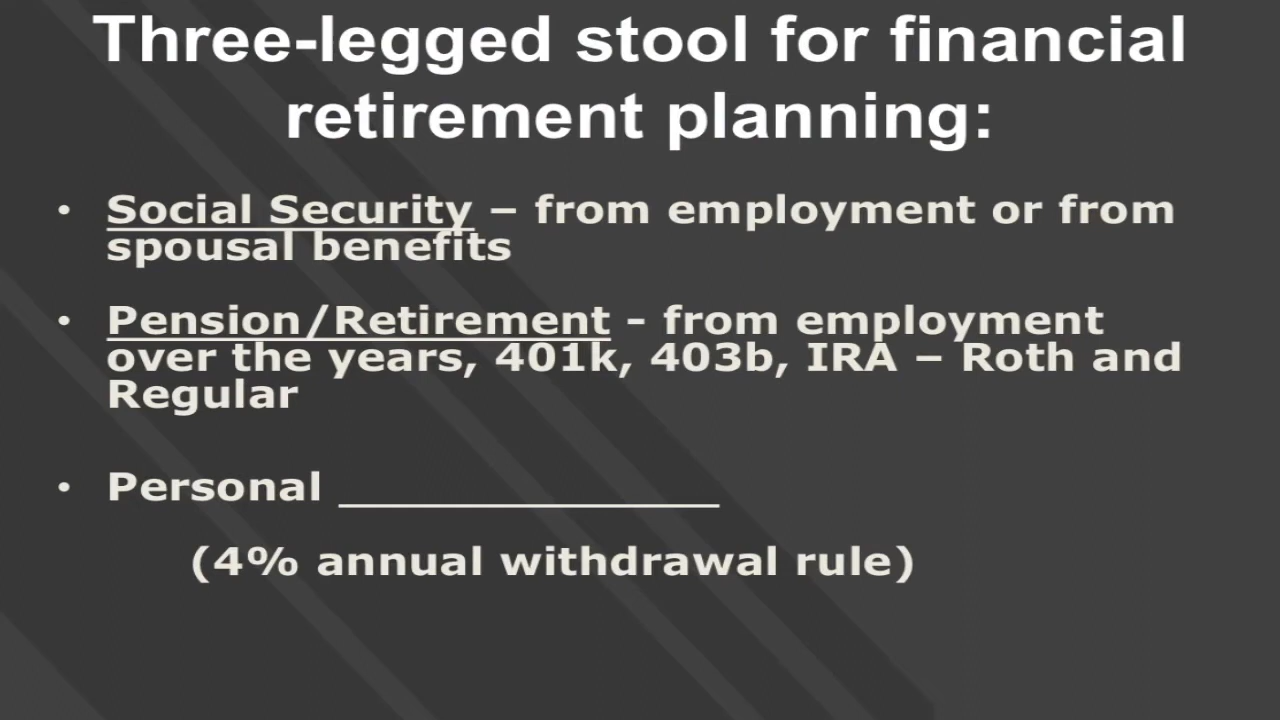 Three-legged stool for financial
retirement planning:
• Social Security – from employment or from
spousal benefits
• Pension/Retirement - from employment
over the years, 401k, 403b, IRA – Roth and
Regular
• Personal _______________
(4% annual withdrawal rule)